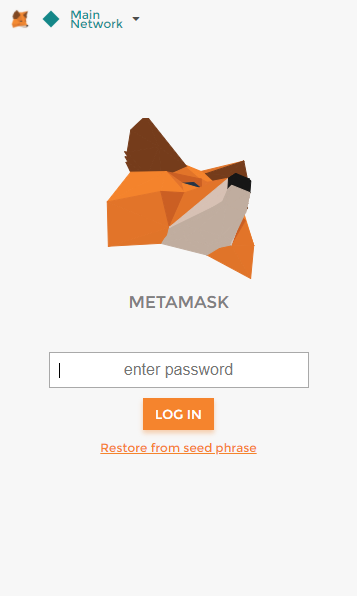 Main
Network
METAMASK
enter password
LOG IN
Restore from seed phrase